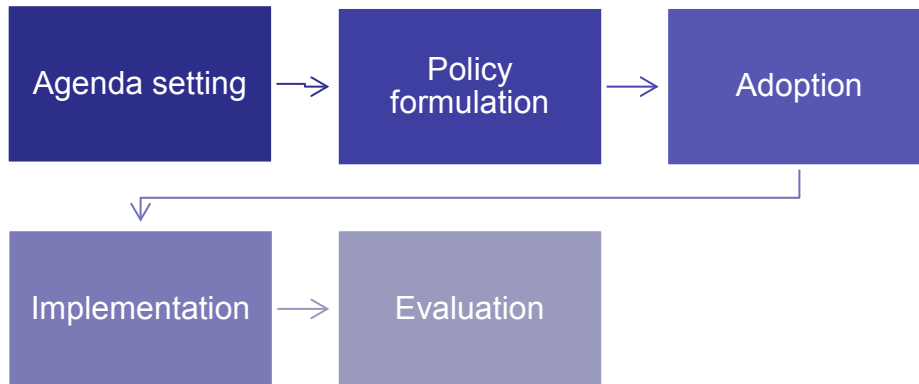 Agenda setting
Policy
formulation
Adoption
Implementation
Evaluation